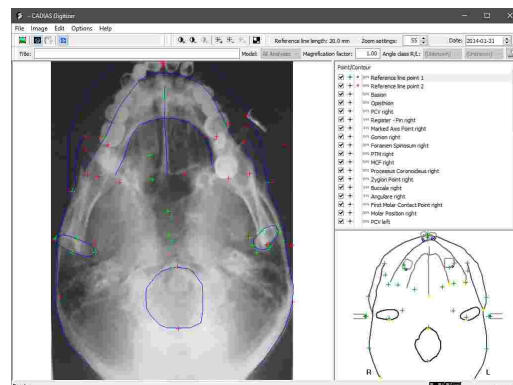 - CADIAS Digitizer
File Image Edit Options Help
Reference line length: 20.0 mm Zoom settings: 55 Date: 2014-01-31
Title: Model: All Analyses Magnification factor: 1.00 Angle class R/L: (Unknown) (Unknown)
Point/Contour
Reference line point 1
Reference line point 2
Basion
Opisthion
PCV right
Register - Pin right
Marked Axis Point right
Gonion right
Foramen Spinosum right
PTM right
MCF right
Processus Coronoideus right
Zygion Point right
Buccale right
Angulare right
First Molar Contact Point right
Molar Position right
PCV left
R L